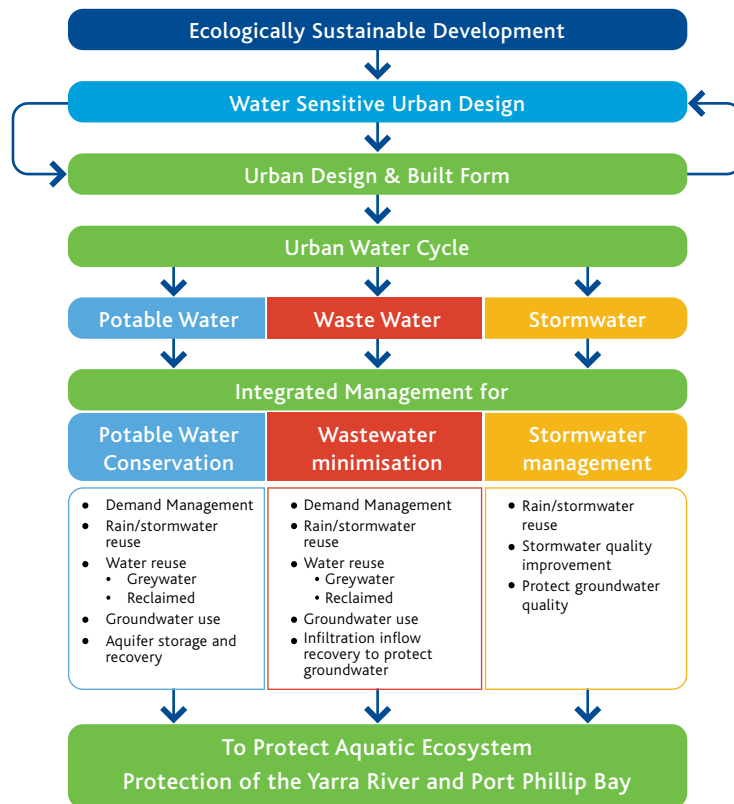 Ecologically Sustainable Development
Water Sensitive Urban Design
Urban Design & Built Form
Urban Water Cycle
Potable Water
Waste Water
Stormwater
Integrated Management for
Potable Water
Conservation
Wastewater
minimisation
Stormwater
management
• Demand Management
• Rain/stormwater
reuse
• Water reuse
• Greywater
• Reclaimed
• Groundwater use
• Aquifer storage and
recovery
• Demand Management
• Rain/stormwater
reuse
• Water reuse
• Greywater
• Reclaimed
• Groundwater use
• Infiltration inflow
recovery to protect
groundwater
• Rain/stormwater
reuse
• Stormwater quality
improvement
• Protect groundwater
quality
To Protect Aquatic Ecosystem
Protection of the Yarra River and Port Phillip Bay